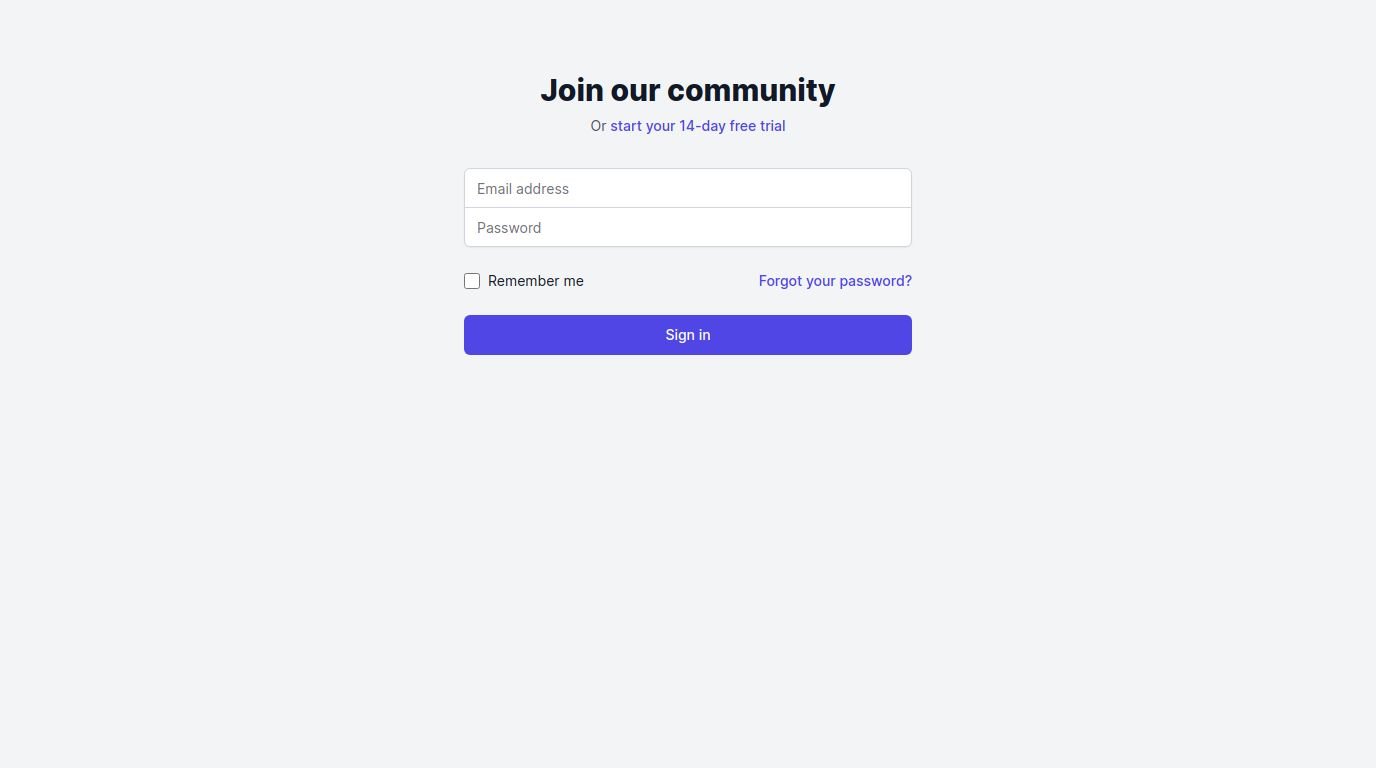 Join our community
Or start your 14-day free trial
Email address
Password
Remember me Forgot your password?
Sign in